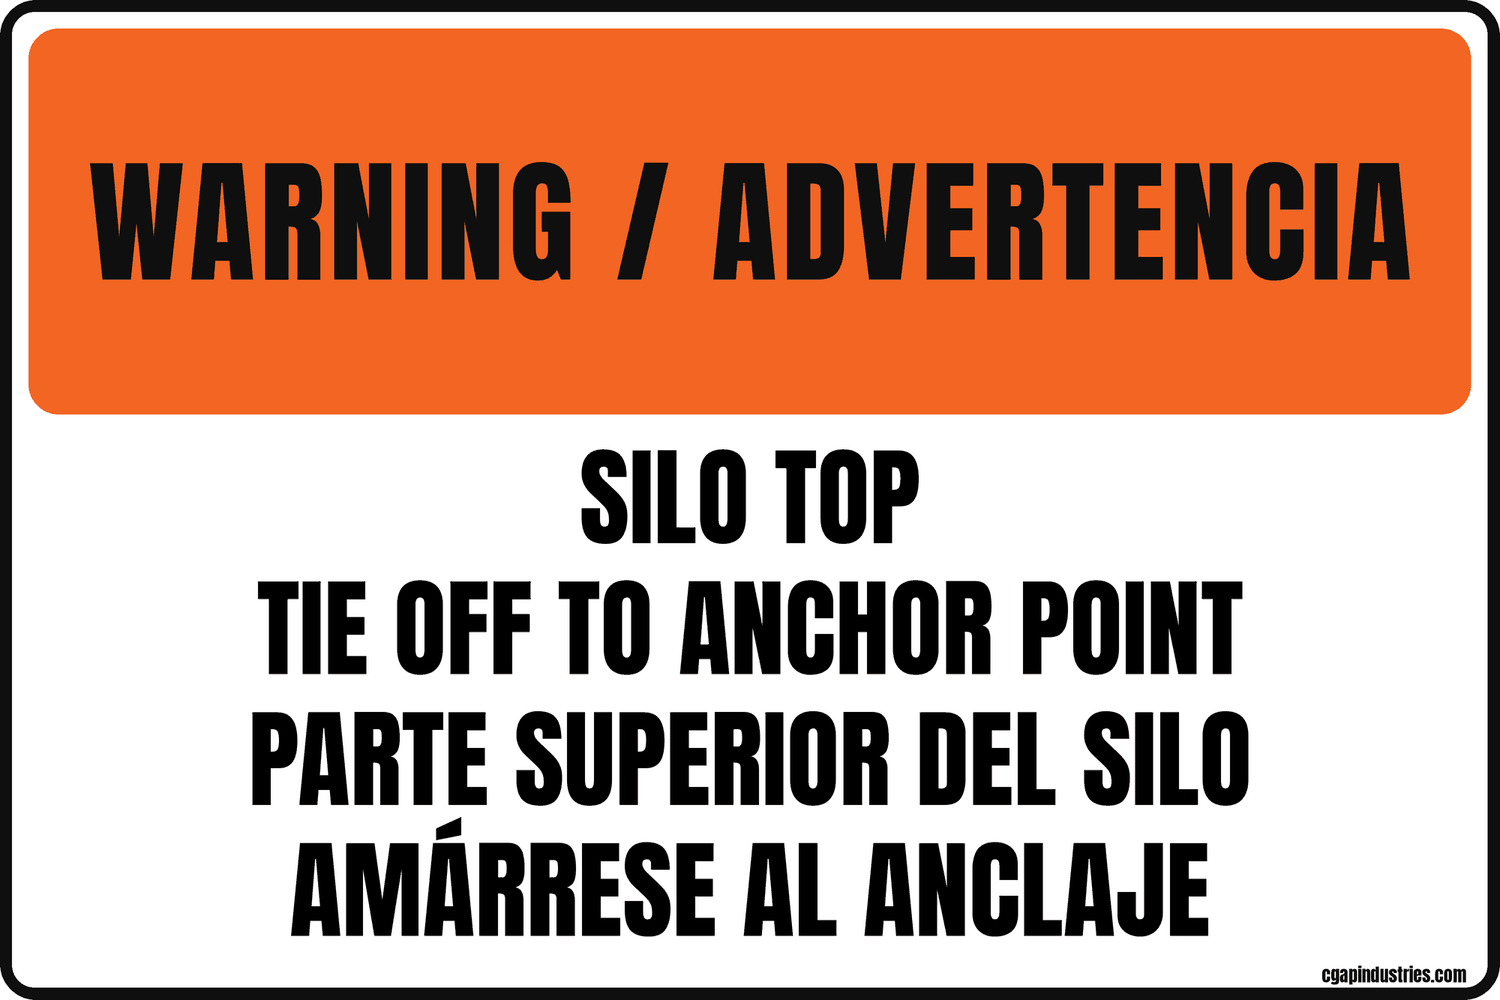 WARNING / ADVERTENCIA
SILO TOP
TIE OFF TO ANCHOR POINT
PARTE SUPERIOR DEL SILO
AMÁRRESE AL ANCLAJE
cgapindustries.com